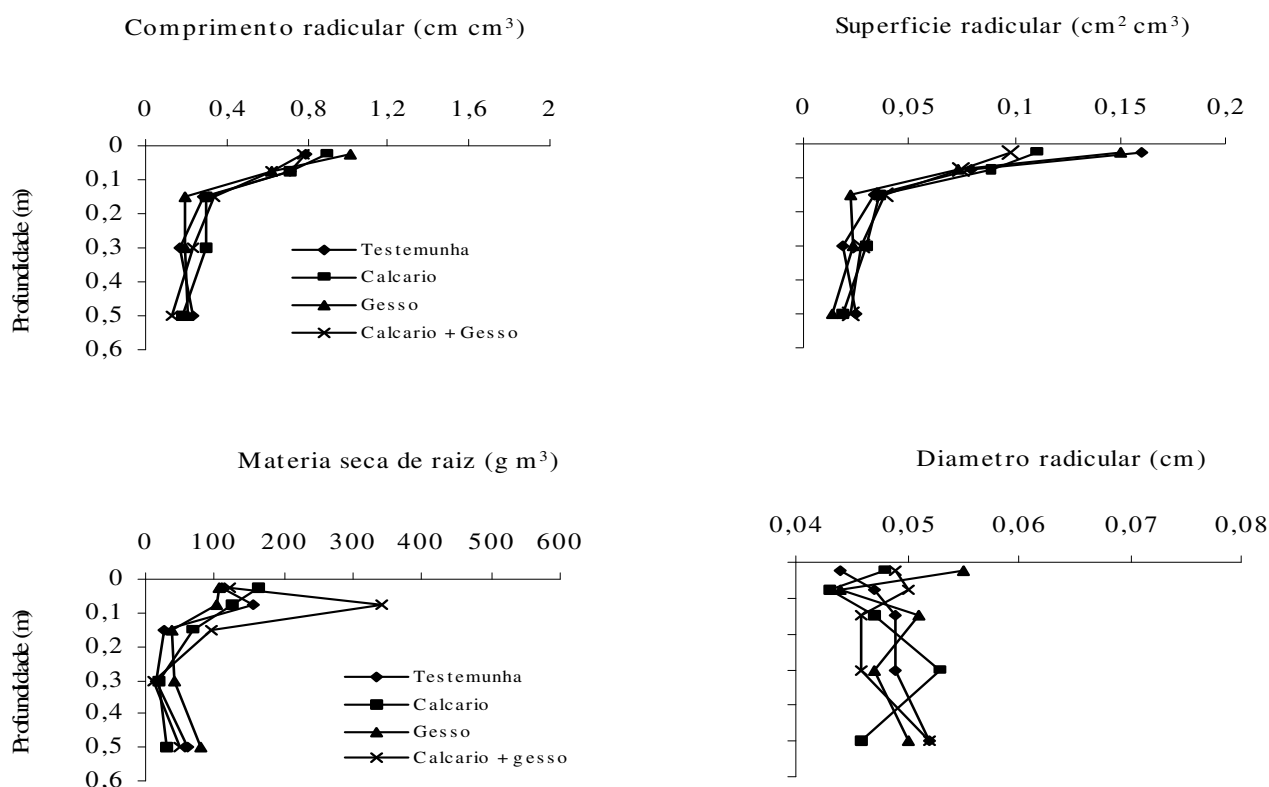 Comprimento radicular (cm cm³)
0 0,4 0,8 1,2 1,6 2
0
0,1
0,2
0,3
0,4
0,5
0,6
Profundidade (m)
Testemunha
Calcario
Gesso
Calcario + Gesso
Superficie radicular (cm² cm³)
0 0,05 0,1 0,15 0,2
Materia seca de raiz (g m³)
0 100 200 300 400 500 600
0
0,1
0,2
0,3
0,4
0,5
0,6
Profundidade (m)
Testemunha
Calcario
Gesso
Calcario + gesso
Diametro radicular (cm)
0,04 0,05 0,06 0,07 0,08